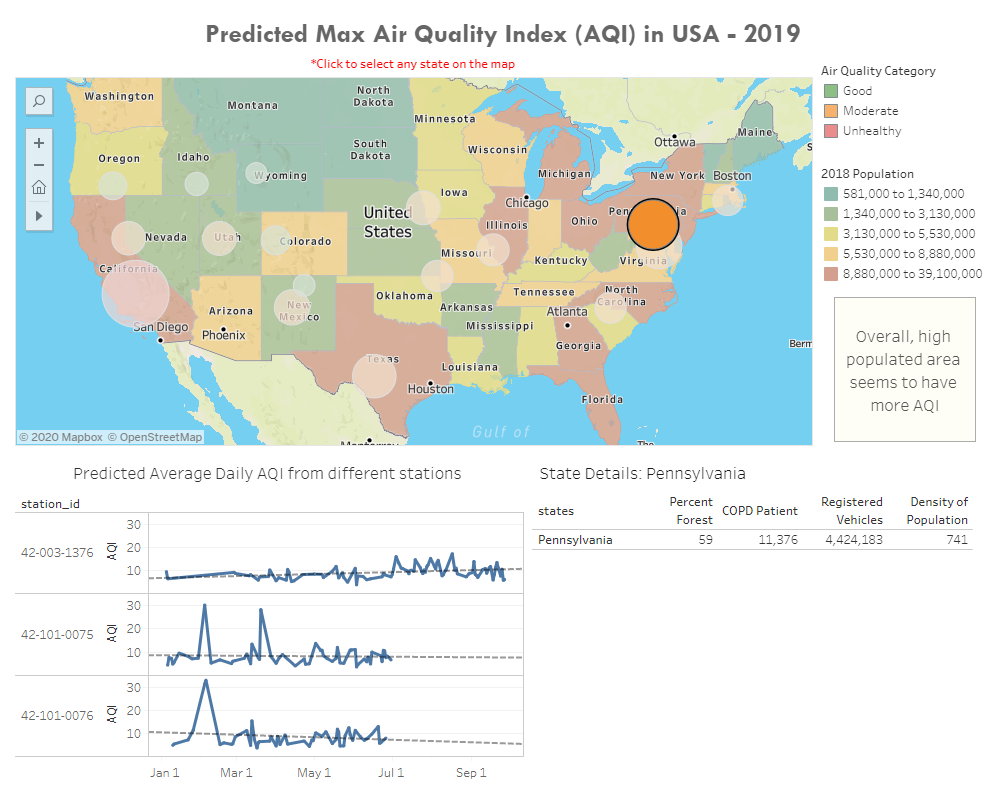 Predicted Max Air Quality Index (AQI) in USA - 2019
*Click to select any state on the map
Air Quality Category
Good
Moderate
Unhealthy
2018 Population
581,000 to 1,340,000
1,340,000 to 3,130,000
3,130,000 to 5,530,000
5,530,000 to 8,880,000
8,880,000 to 39,100,000
Overall, high
populated area
seems to have
more AQI
Washington
Montana
North
Dakota
Minnesota
Ottawa
Maine
Oregon
Idaho
South
Dakota
Wisconsin
Wyoming
Michigan
New York
Boston
Iowa
Chicago
United
States
Illinois
Ohio
Nevada
Utah
Colorado
Missouri
Virginia
Kentucky
California
Oklahoma
Tennessee
North
Carolina
Arizona
New
Mexico
Arkansas
Atlanta
San Diego
Phoenix
Mississippi
Georgia
Texas
Louisiana
Houston
Florida
Gulf of
The
Berm
© 2020 Mapbox © OpenStreetMap
Predicted Average Daily AQI from different stations
station_id
42-003-1376
AQI
30
20
10
42-101-0075
AQI
30
20
10
42-101-0076
AQI
30
20
10
Jan 1
Mar 1
May 1
Jul 1
Sep 1
State Details: Pennsylvania
states
Percent
Forest
COPD Patient
Registered
Vehicles
Density of
Population
Pennsylvania 59 11,376 4,424,183 741